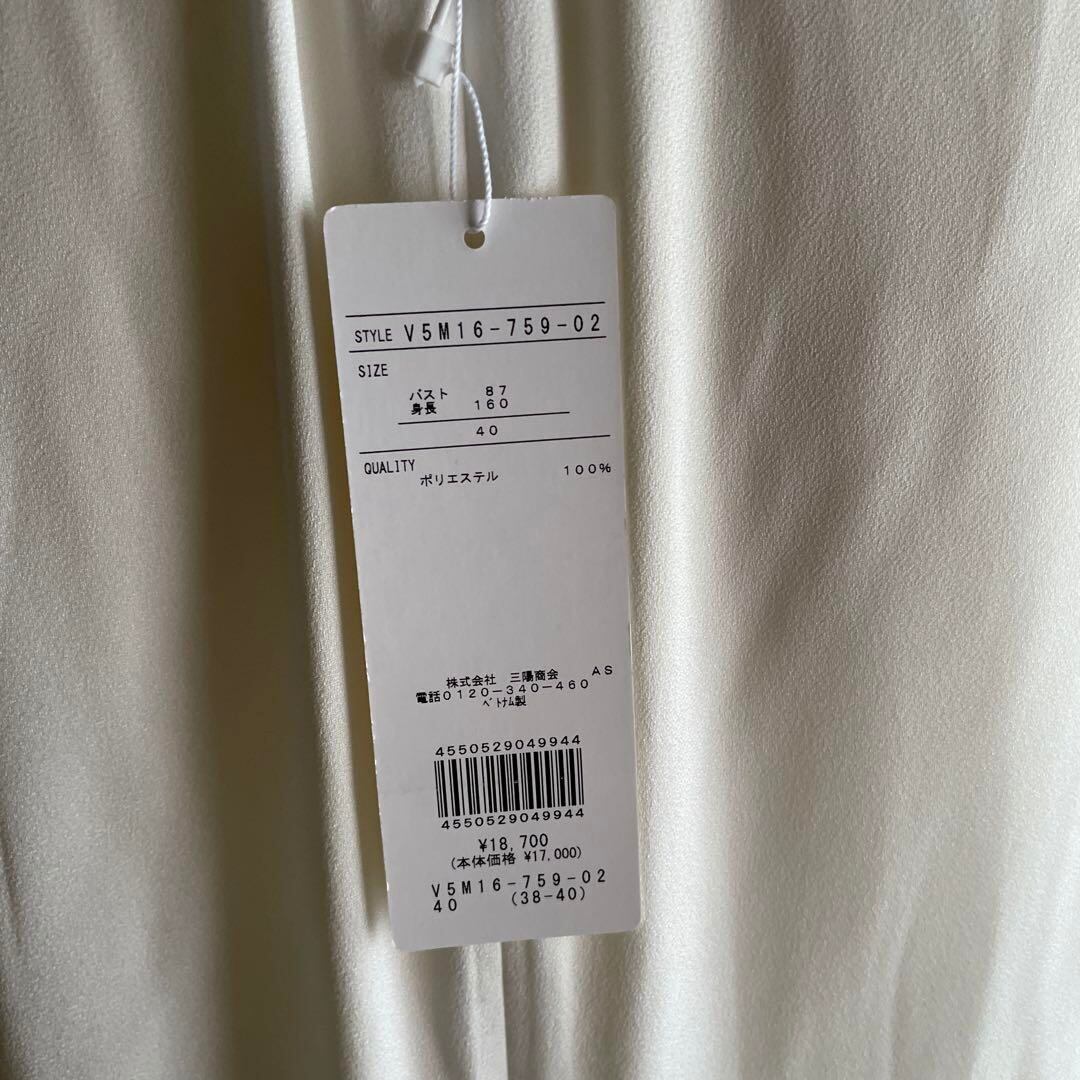 STYLE V5M16-759-02
SIZE
バスト 87
身長 160
40
QUALITY
ポリエステル 100%
株式会社 三陽商会 AS
電話0120-340-460
ベトナム製
4550529049944
4550529049944
¥18,700
(本体価格 ¥17,000)
V5M16-759-02
40 (38-40)